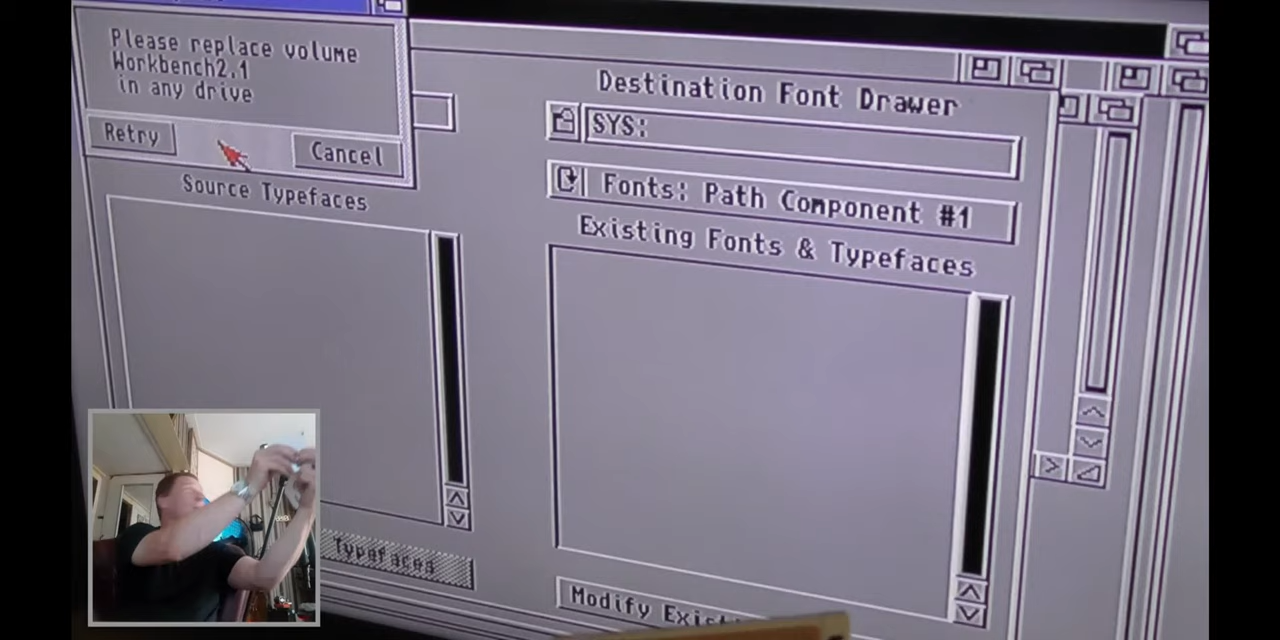 Please replace volume
Workbench2.1
in any drive
Retry
Cancel
Source Typefaces
Typefaces
Destination Font Drawer
SYS:
Fonts: Path Component #1
Existing Fonts & Typefaces
Modify